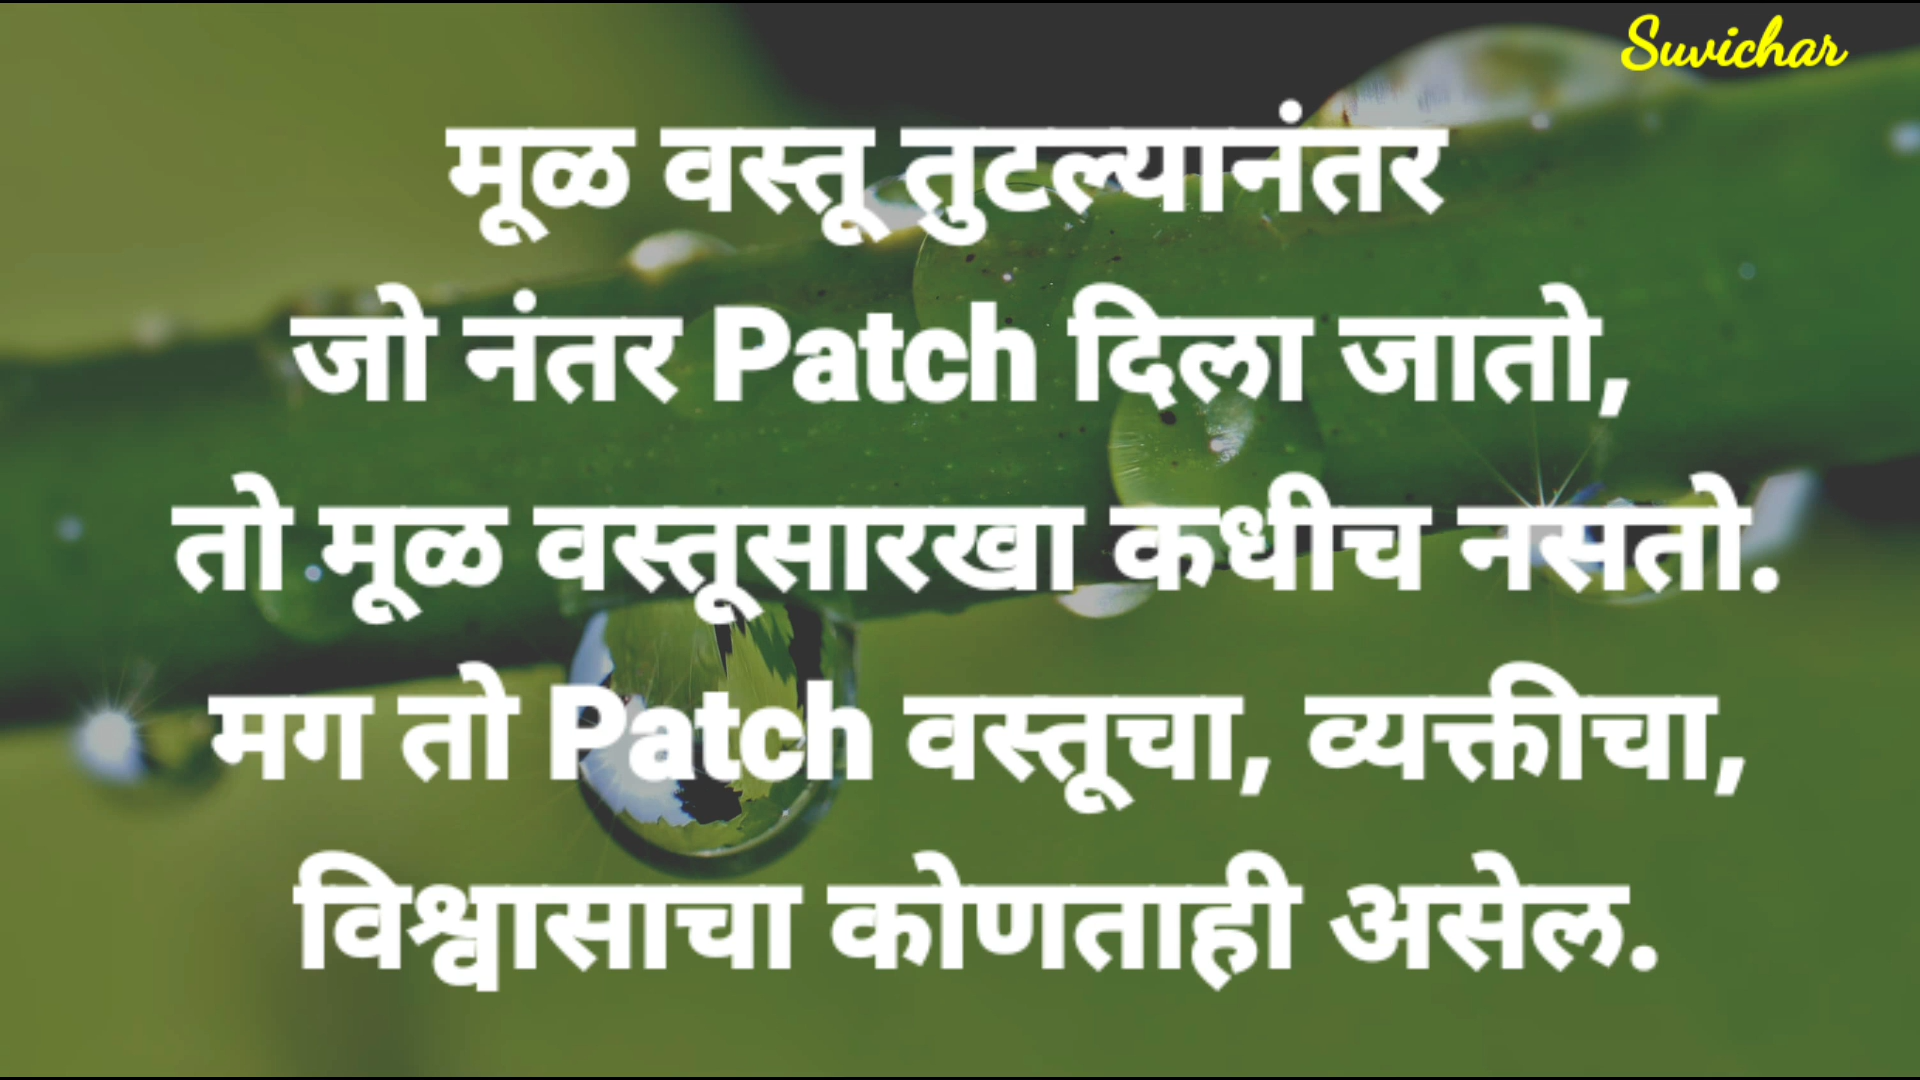 Suvichar
मूळ वस्तू तुटल्यानंतर
जो नंतर Patch दिला जातो,
तो मूळ वस्तूसारखा कधीच नसतो.
मग तो Patch वस्तूचा, व्यक्तीचा,
विश्वासाचा कोणताही असेल.